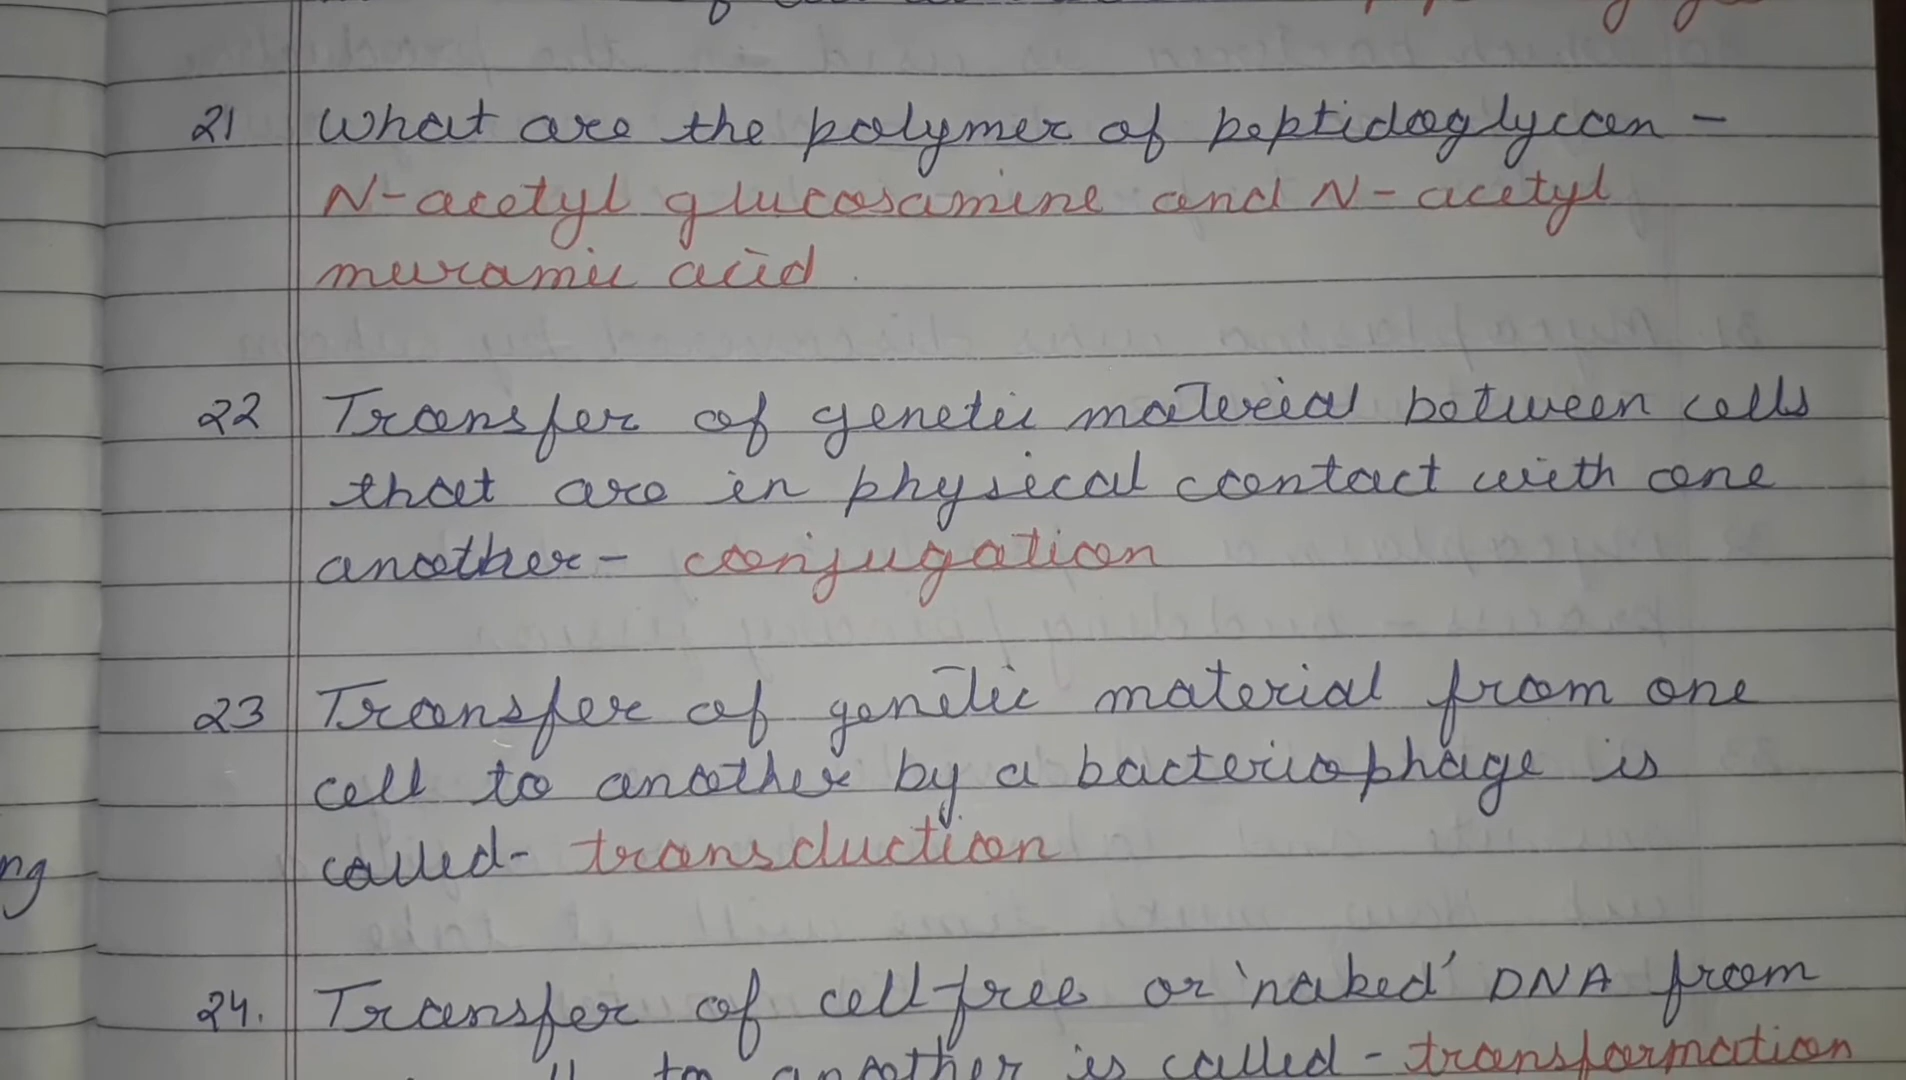 21 What are the polymer of peptidoglycan -
N-acetyl glucosamine and N-acetyl
muramic acid.
22 Transfer of genetic material between cells
that are in physical contact with one
another - conjugation
23 Transfer of genetic material from one
cell to another by a bacteriophage is
called - transduction
ng
24. Transfer of cell-free or 'naked' DNA from
to another is called - transformation